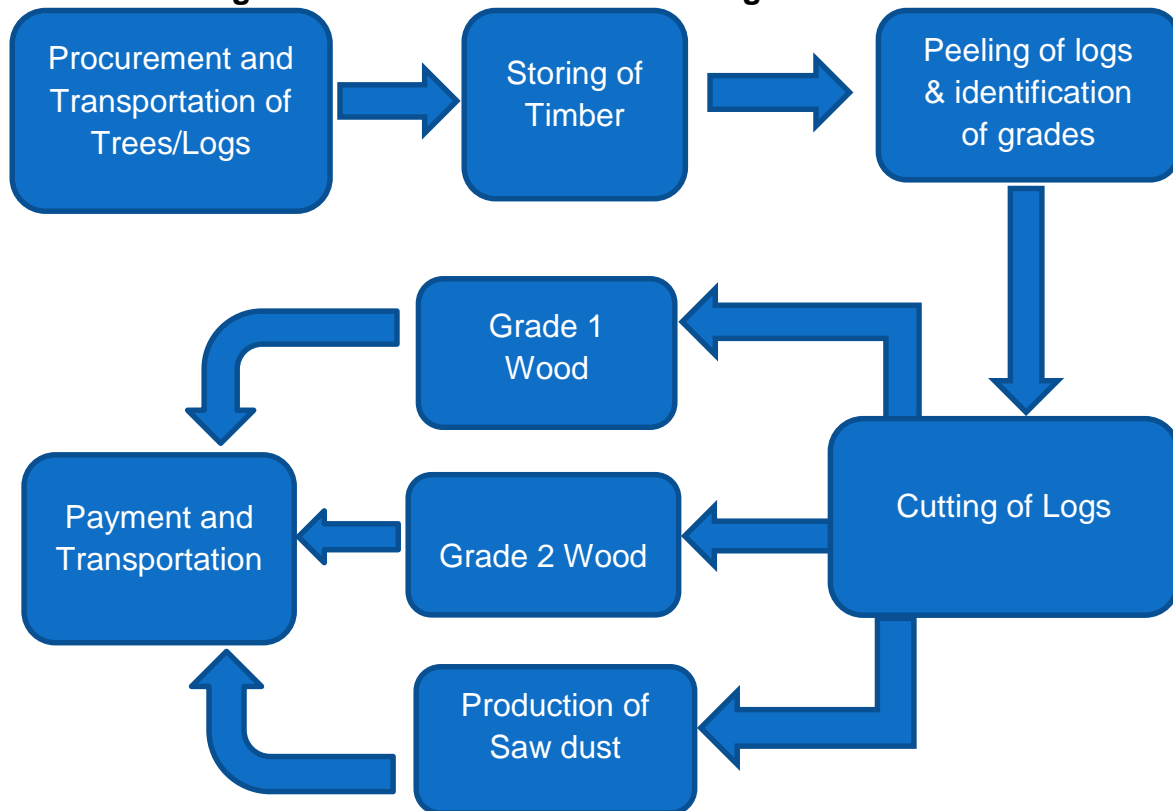 Procurement and
Transportation of
Trees/Logs
Storing of
Timber
Peeling of logs
& identification
of grades
Grade 1
Wood
Payment and
Transportation
Grade 2 Wood
Cutting of Logs
Production of
Saw dust